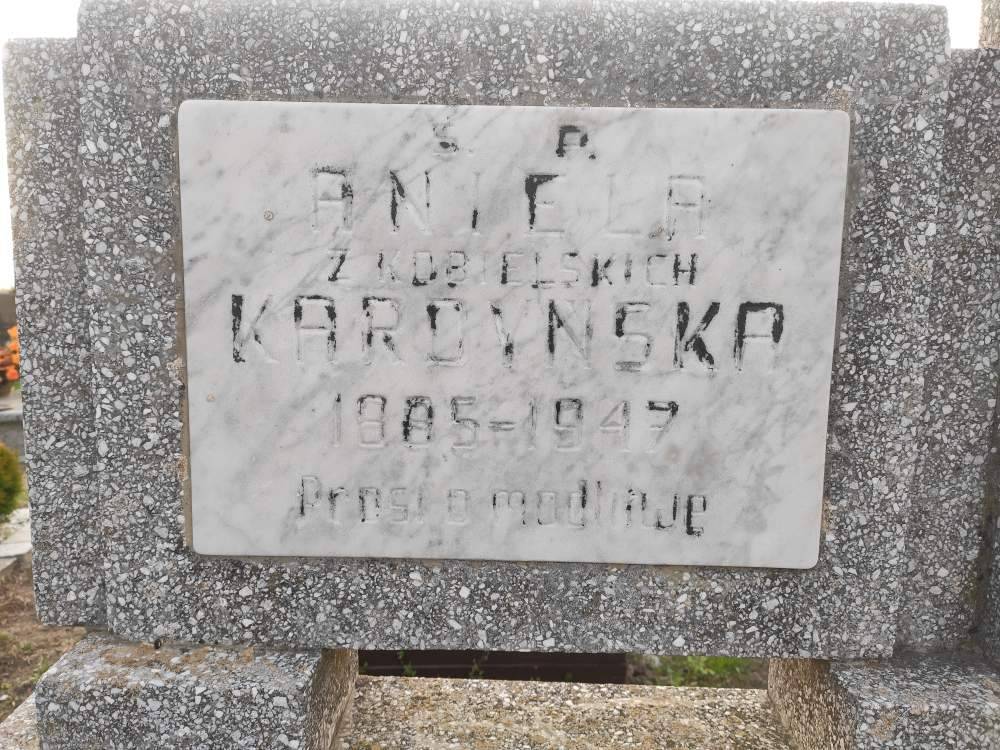 Ś. P.
ANIELA
Z KOBIELSKICH
KARDYNSKA
1885-1947
Prosi o modlitwę